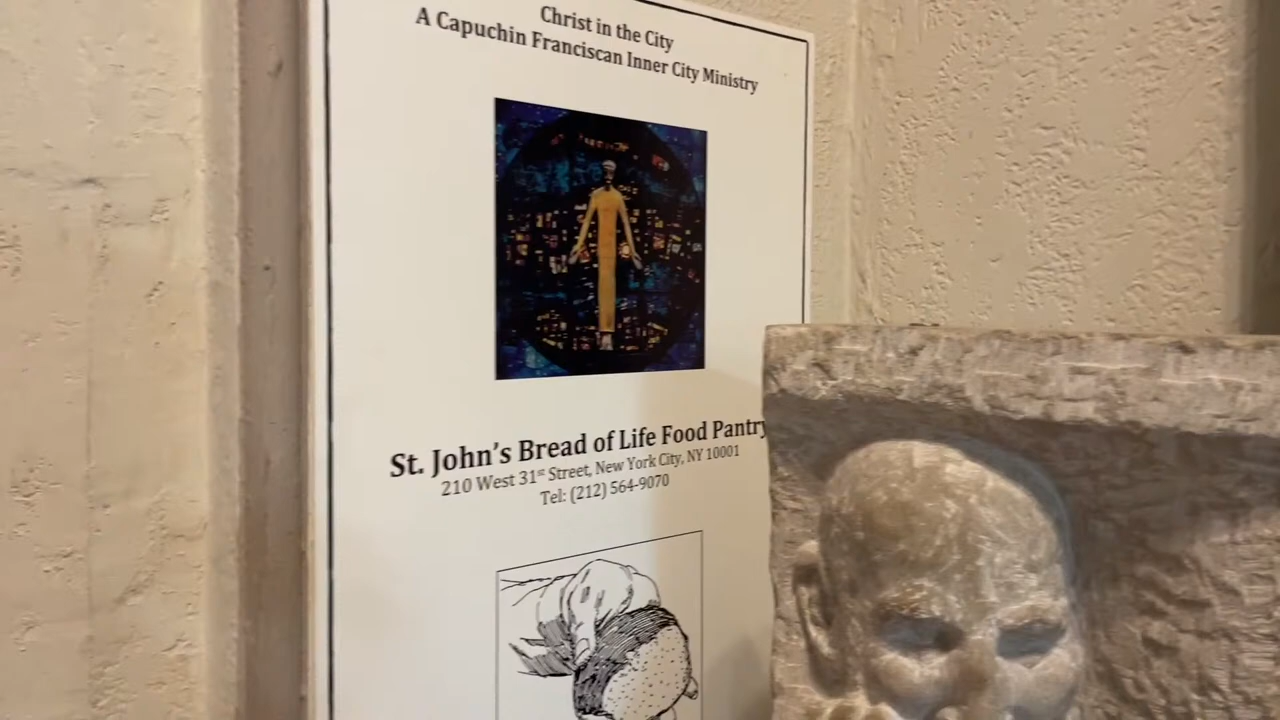 Christ in the City
A Capuchin Franciscan Inner City Ministry
St. John's Bread of Life Food Pantry
210 West 31st Street, New York City, NY 10001
Tel: (212) 564-9070